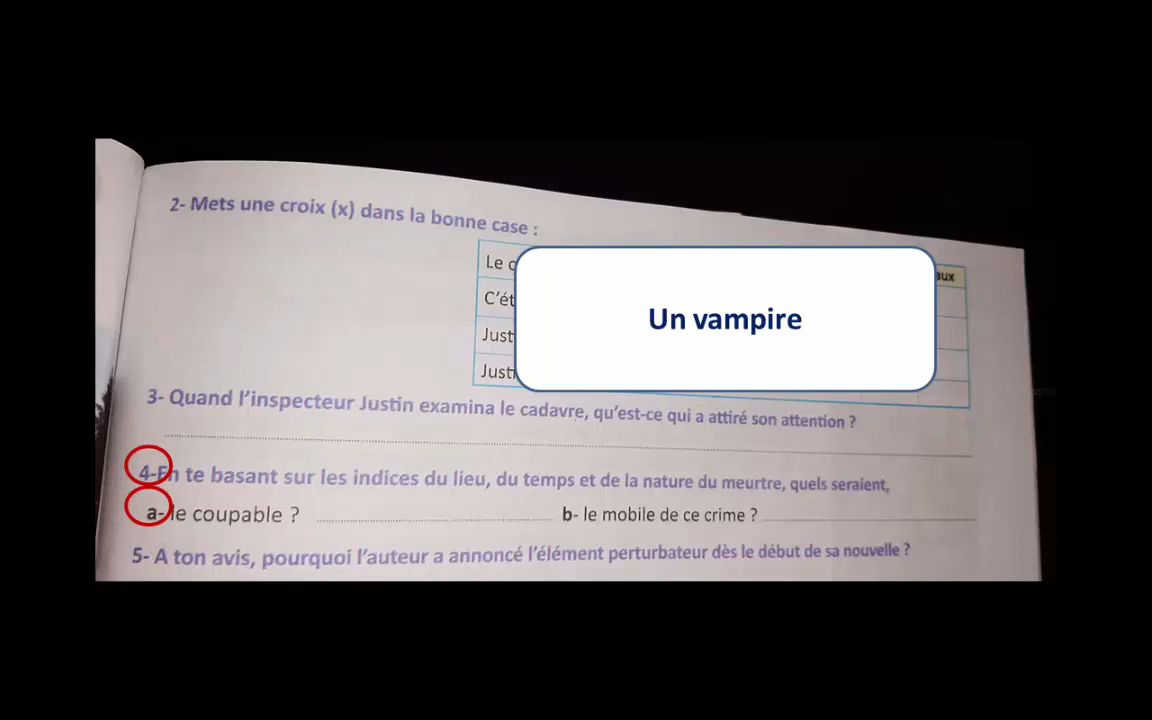 2- Mets une croix (x) dans la bonne case :
Le
aux
C'ét
Un vampire
Just
Justi
3- Quand l'inspecteur Justin examina le cadavre, qu'est-ce qui a attiré son attention ?
4-En te basant sur les indices du lieu, du temps et de la nature du meurtre, quels seraient,
a- le coupable ? b- le mobile de ce crime ?
5- A ton avis, pourquoi l'auteur a annoncé l'élément perturbateur dès le début de sa nouvelle ?